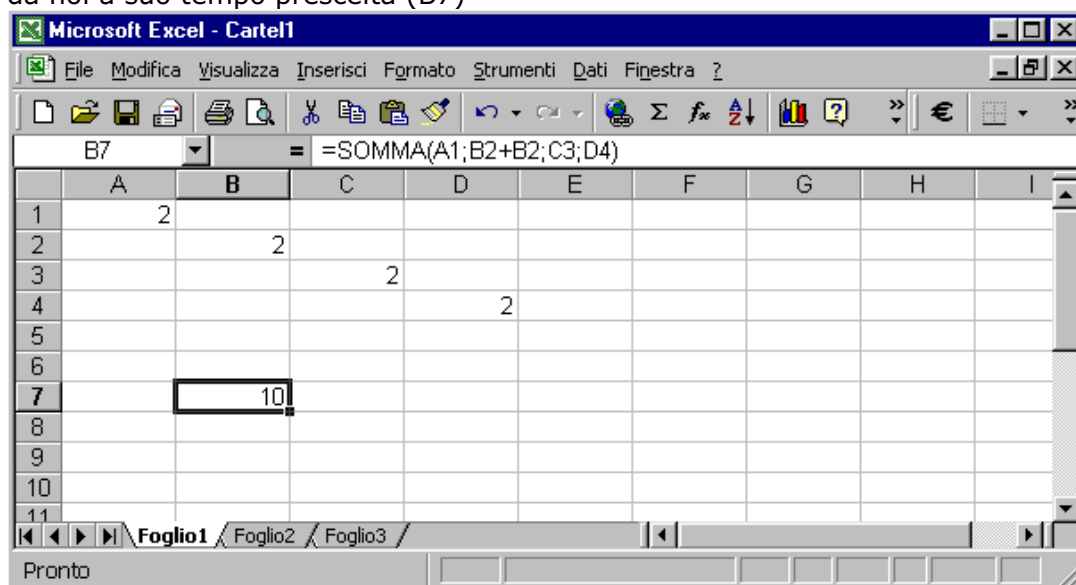 da noi a suo tempo prescelta (B7)
Microsoft Excel - Cartel1
File Modifica Visualizza Inserisci Formato Strumenti Dati Finestra ?
B7 = =SOMMA(A1;B2+B2;C3;D4)
A B C D E F G H I
1 2
2 2
3 2
4 2
5
6
7 10
8
9
10
11
Foglio1 Foglio2 Foglio3
Pronto